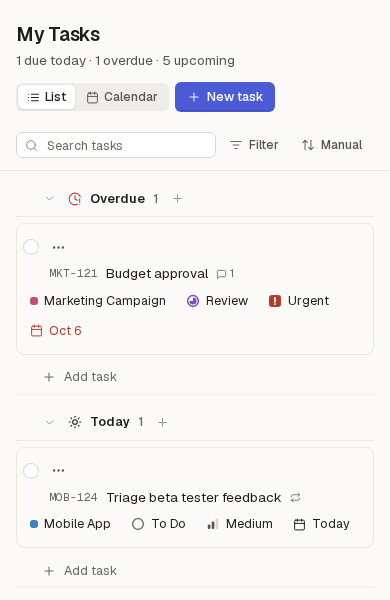 My Tasks
1 due today · 1 overdue · 5 upcoming
List Calendar New task
Search tasks Filter Manual
Overdue 1
MKT-121 Budget approval 1
Marketing Campaign Review Urgent
Oct 6
Add task
Today 1
MOB-124 Triage beta tester feedback
Mobile App To Do Medium Today
Add task